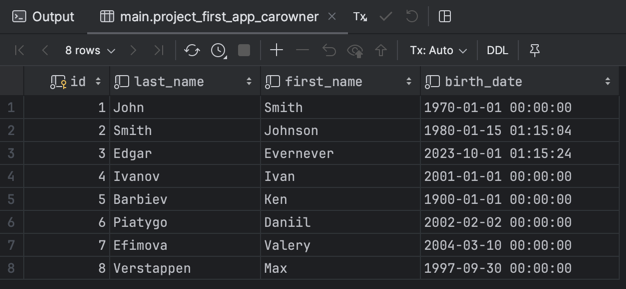 Output main.project_first_app_carowner Tx
8 rows Tx: Auto DDL
id last_name first_name birth_date
1 1 John Smith 1970-01-01 00:00:00
2 2 Smith Johnson 1980-01-15 01:15:04
3 3 Edgar Evernever 2023-10-01 01:15:24
4 4 Ivanov Ivan 2001-01-01 00:00:00
5 5 Barbiev Ken 1900-01-01 00:00:00
6 6 Piatygo Daniil 2002-02-02 00:00:00
7 7 Efimova Valery 2004-03-10 00:00:00
8 8 Verstappen Max 1997-09-30 00:00:00